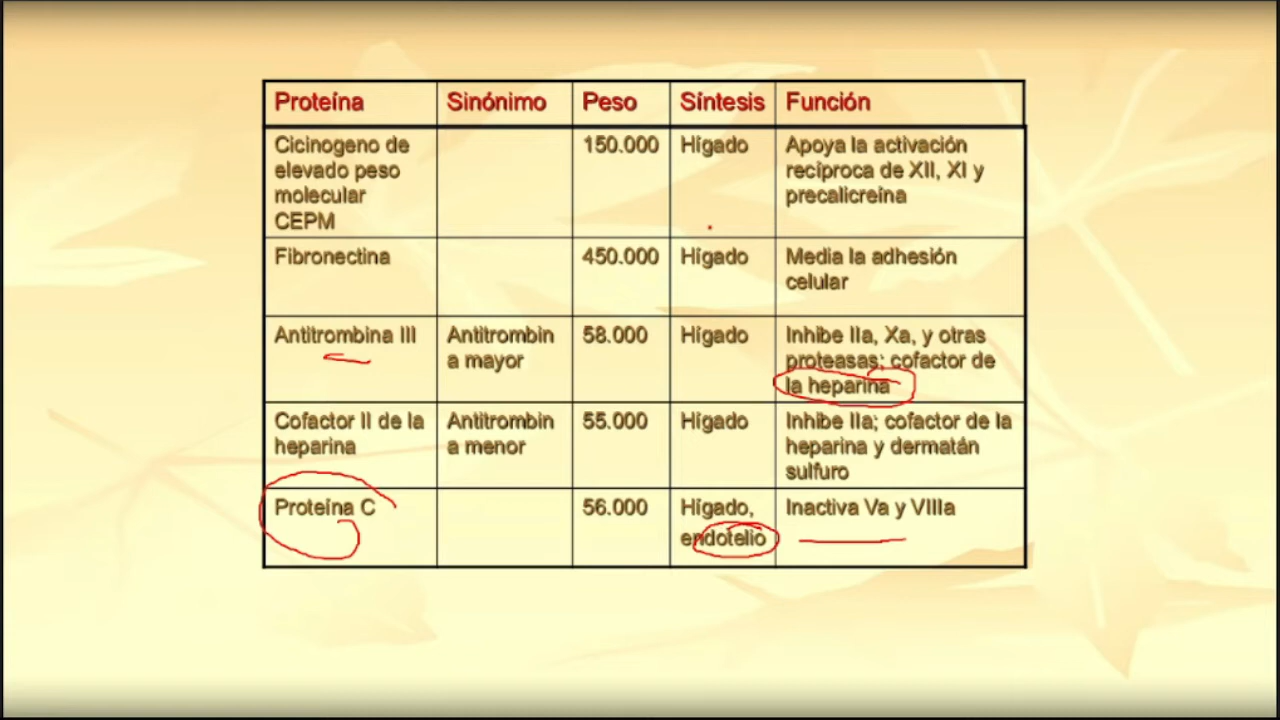 Proteína Sinónimo Peso Síntesis Función
Cicinogeno de elevado peso molecular CEPM 150.000 Hígado Apoya la activación recíproca de XII, XI y precalicreína
Fibronectina 450.000 Hígado Media la adhesión celular
Antitrombina III Antitrombin a mayor 58.000 Hígado Inhibe IIa, Xa, y otras proteasas; cofactor de la heparina
Cofactor II de la heparina Antitrombin a menor 55.000 Hígado Inhibe IIa; cofactor de la heparina y dermatán sulfuro
Proteína C 56.000 Hígado, endotelio Inactiva Va y VIIIa